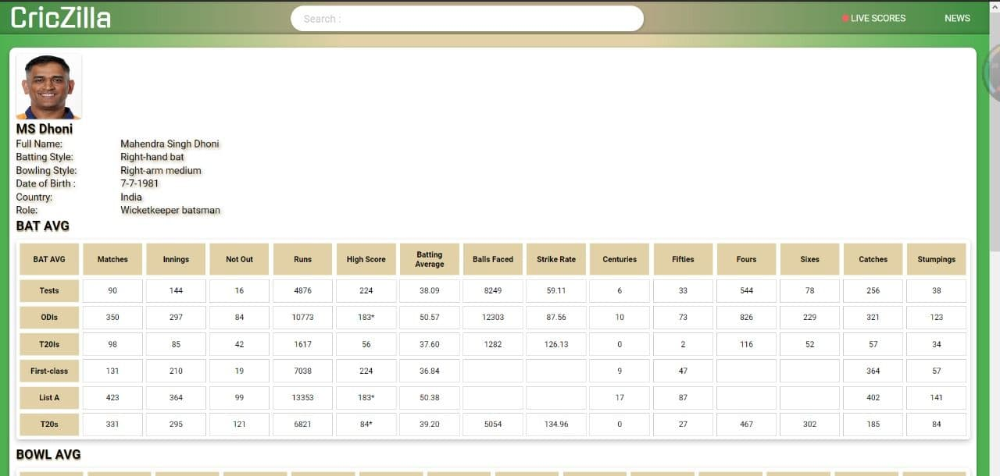 CricZilla
Search :
LIVE SCORES
NEWS
MS Dhoni
Full Name: Mahendra Singh Dhoni
Batting Style: Right-hand bat
Bowling Style: Right-arm medium
Date of Birth : 7-7-1981
Country: India
Role: Wicketkeeper batsman
BAT AVG
BAT AVG Matches Innings Not Out Runs High Score Batting Average Balls Faced Strike Rate Centuries Fifties Fours Sixes Catches Stumpings
Tests 90 144 16 4876 224 38.09 8249 59.11 6 33 544 78 256 38
ODIs 350 297 84 10773 183* 50.57 12303 87.56 10 73 826 229 321 123
T20Is 98 85 42 1617 56 37.60 1282 126.13 0 2 116 52 57 34
First-class 131 210 19 7038 224 36.84 9 47 364 57
List A 423 364 99 13353 183* 50.38 17 87 402 141
T20s 331 295 121 6821 84* 39.20 5054 134.96 0 27 467 302 185 84
BOWL AVG